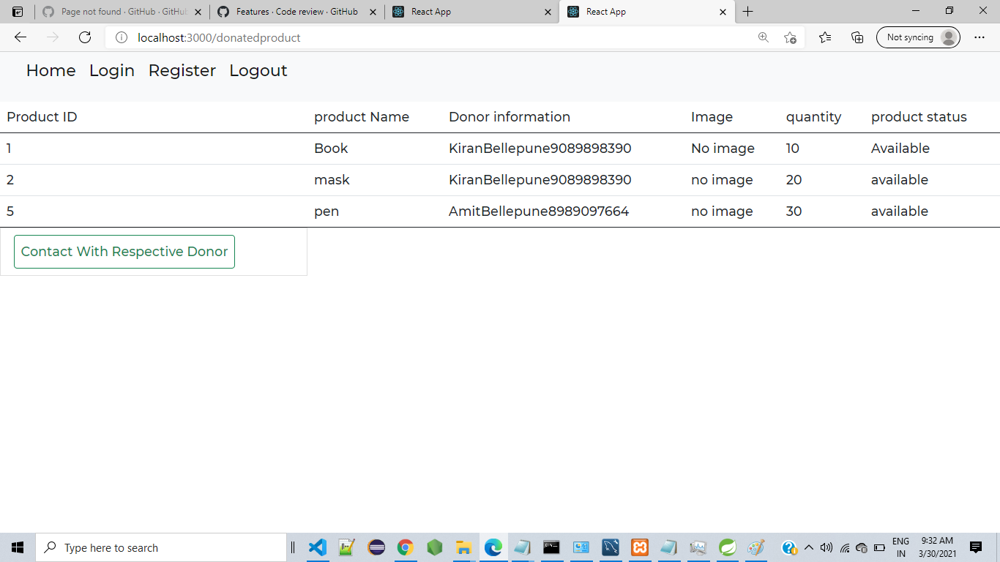 Page not found · GitHub · GitHub
Features · Code review · GitHub
React App
React App
localhost:3000/donatedproduct
Not syncing
Home Login Register Logout
Product ID product Name Donor information Image quantity product status
1 Book KiranBellepune9089898390 No image 10 Available
2 mask KiranBellepune9089898390 no image 20 available
5 pen AmitBellepune8989097664 no image 30 available
Contact With Respective Donor
Type here to search
ENG
IN
9:32 AM
3/30/2021